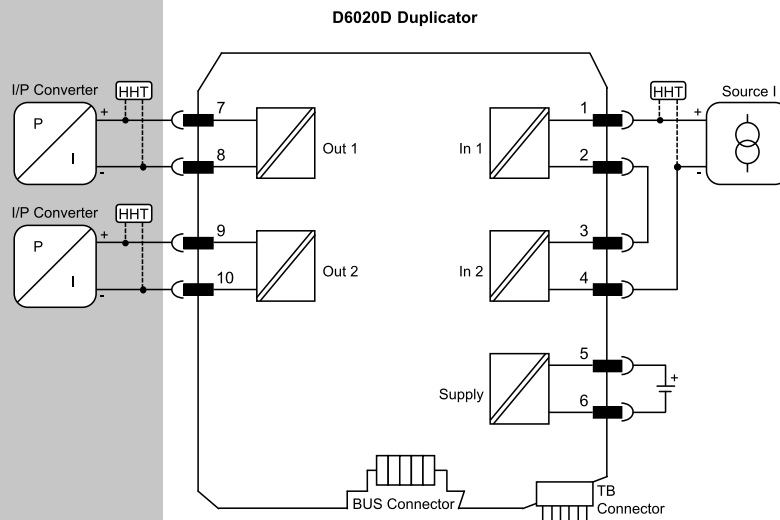 D6020D Duplicator
I/P Converter
HHT
+
P
I
-
7
8
Out 1
In 1
1
2
HHT
Source I
+
-
I/P Converter
HHT
+
P
I
-
9
10
Out 2
In 2
3
4
Supply
5
6
+
BUS Connector
TB
Connector